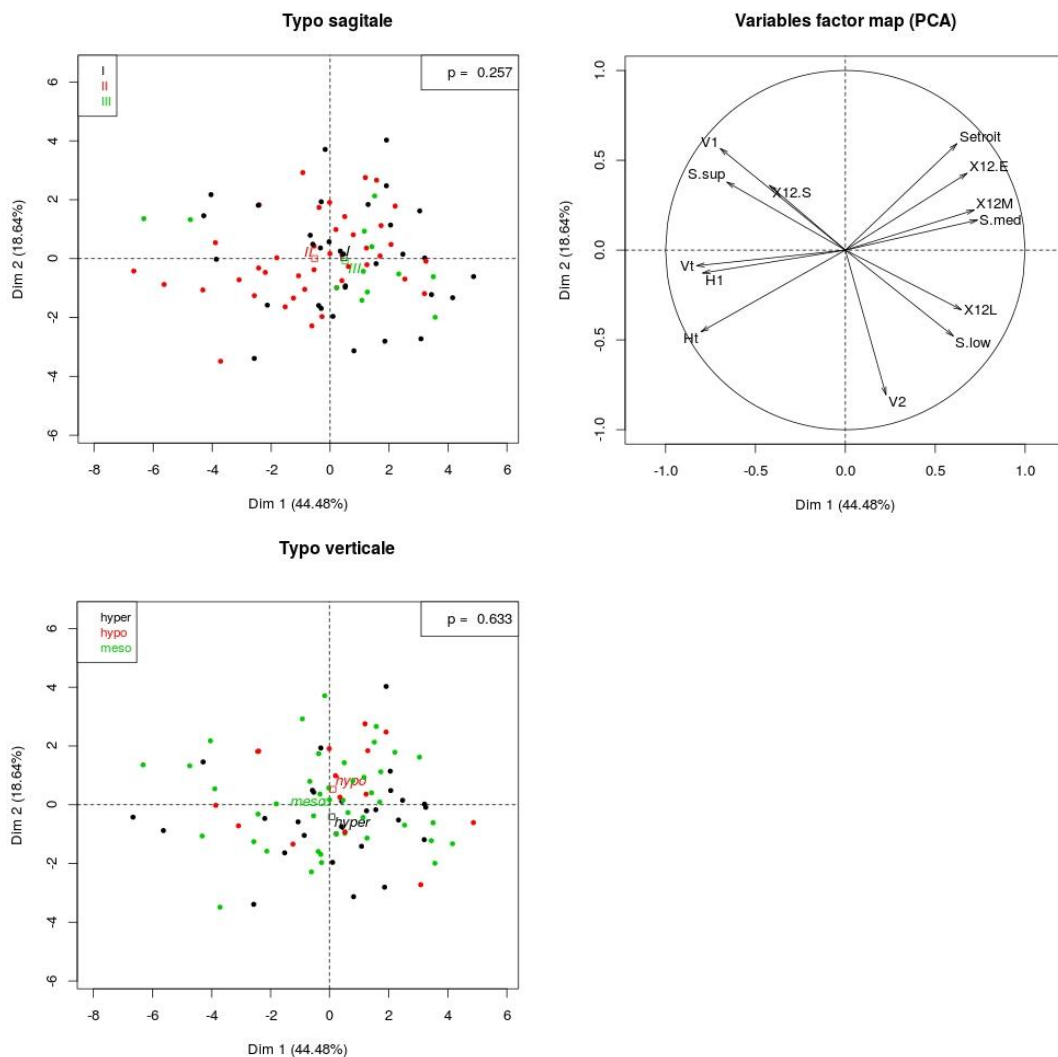 Typo sagitale
I
II
III
p = 0.257
6
4
2
0
-2
-4
-6
Dim 2 (18.64%)
II
I
III
-8 -6 -4 -2 0 2 4 6
Dim 1 (44.48%)
Variables factor map (PCA)
1.0
0.5
0.0
-0.5
-1.0
Dim 2 (18.64%)
V1
Setroit
S.sup
X12.E
X12.S
X12M
S.med
Vt
H1
X12L
Ht
S.low
V2
-1.0 -0.5 0.0 0.5 1.0
Dim 1 (44.48%)
Typo verticale
hyper
hypo
meso
p = 0.633
6
4
2
0
-2
-4
-6
Dim 2 (18.64%)
hypo
meso
hyper
-8 -6 -4 -2 0 2 4 6
Dim 1 (44.48%)